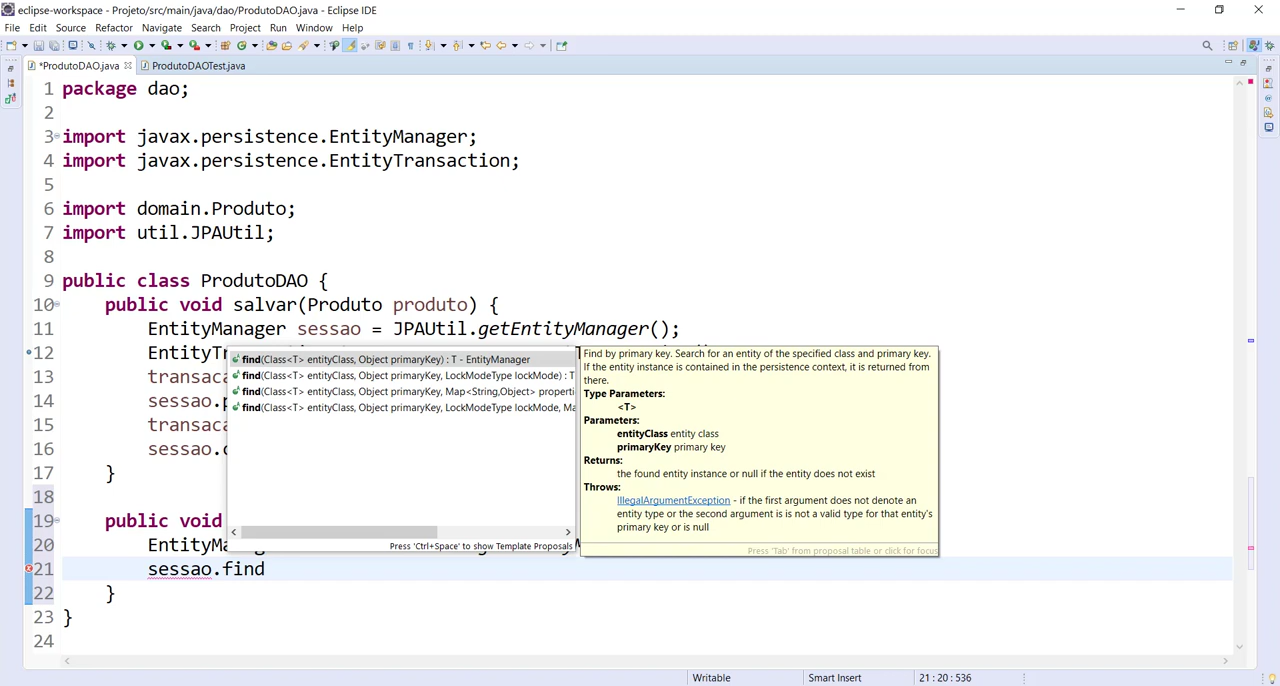 eclipse-workspace - Projeto/src/main/java/dao/ProdutoDAO.java - Eclipse IDE
File Edit Source Refactor Navigate Search Project Run Window Help
*ProdutoDAO.java ProdutoDAOTest.java
1 package dao;
2
3 import javax.persistence.EntityManager;
4 import javax.persistence.EntityTransaction;
5
6 import domain.Produto;
7 import util.JPAUtil;
8
9 public class ProdutoDAO {
10 public void salvar(Produto produto) {
11 EntityManager sessao = JPAUtil.getEntityManager();
12 EntityTr
13 transaca
14 sessao.
15 transaca
16 sessao.
17 }
18
19 public void
20 EntityMa
21 sessao.find
22 }
23 }
24
find(Class<T> entityClass, Object primaryKey) : T - EntityManager
find(Class<T> entityClass, Object primaryKey, LockModeType lockMode) : T
find(Class<T> entityClass, Object primaryKey, Map<String,Object> properti
find(Class<T> entityClass, Object primaryKey, LockModeType lockMode, Ma
Press 'Ctrl+Space' to show Template Proposals
Find by primary key. Search for an entity of the specified class and primary key.
If the entity instance is contained in the persistence context, it is returned from
there.
Type Parameters:
<T>
Parameters:
entityClass entity class
primaryKey primary key
Returns:
the found entity instance or null if the entity does not exist
Throws:
IllegalArgumentException - if the first argument does not denote an
entity type or the second argument is is not a valid type for that entity's
primary key or is null
Press 'Tab' from proposal table or click for focus
Writable Smart Insert 21 : 20 : 536